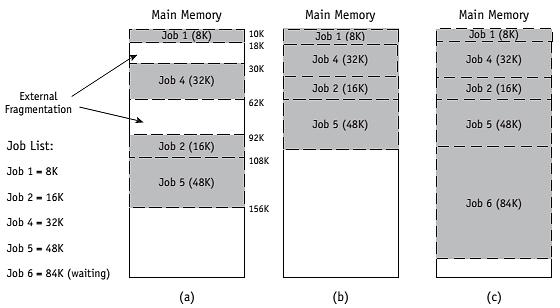 Main Memory
Main Memory
Main Memory
Job 1 (8K)
10K
18K
30K
Job 4 (32K)
62K
92K
Job 2 (16K)
108K
Job 5 (48K)
156K
External
Fragmentation
Job List:
Job 1 = 8K
Job 2 = 16K
Job 4 = 32K
Job 5 = 48K
Job 6 = 84K (waiting)
(a)
Job 1 (8K)
Job 4 (32K)
Job 2 (16K)
Job 5 (48K)
(b)
Job 1 (8K)
Job 4 (32K)
Job 2 (16K)
Job 5 (48K)
Job 6 (84K)
(c)